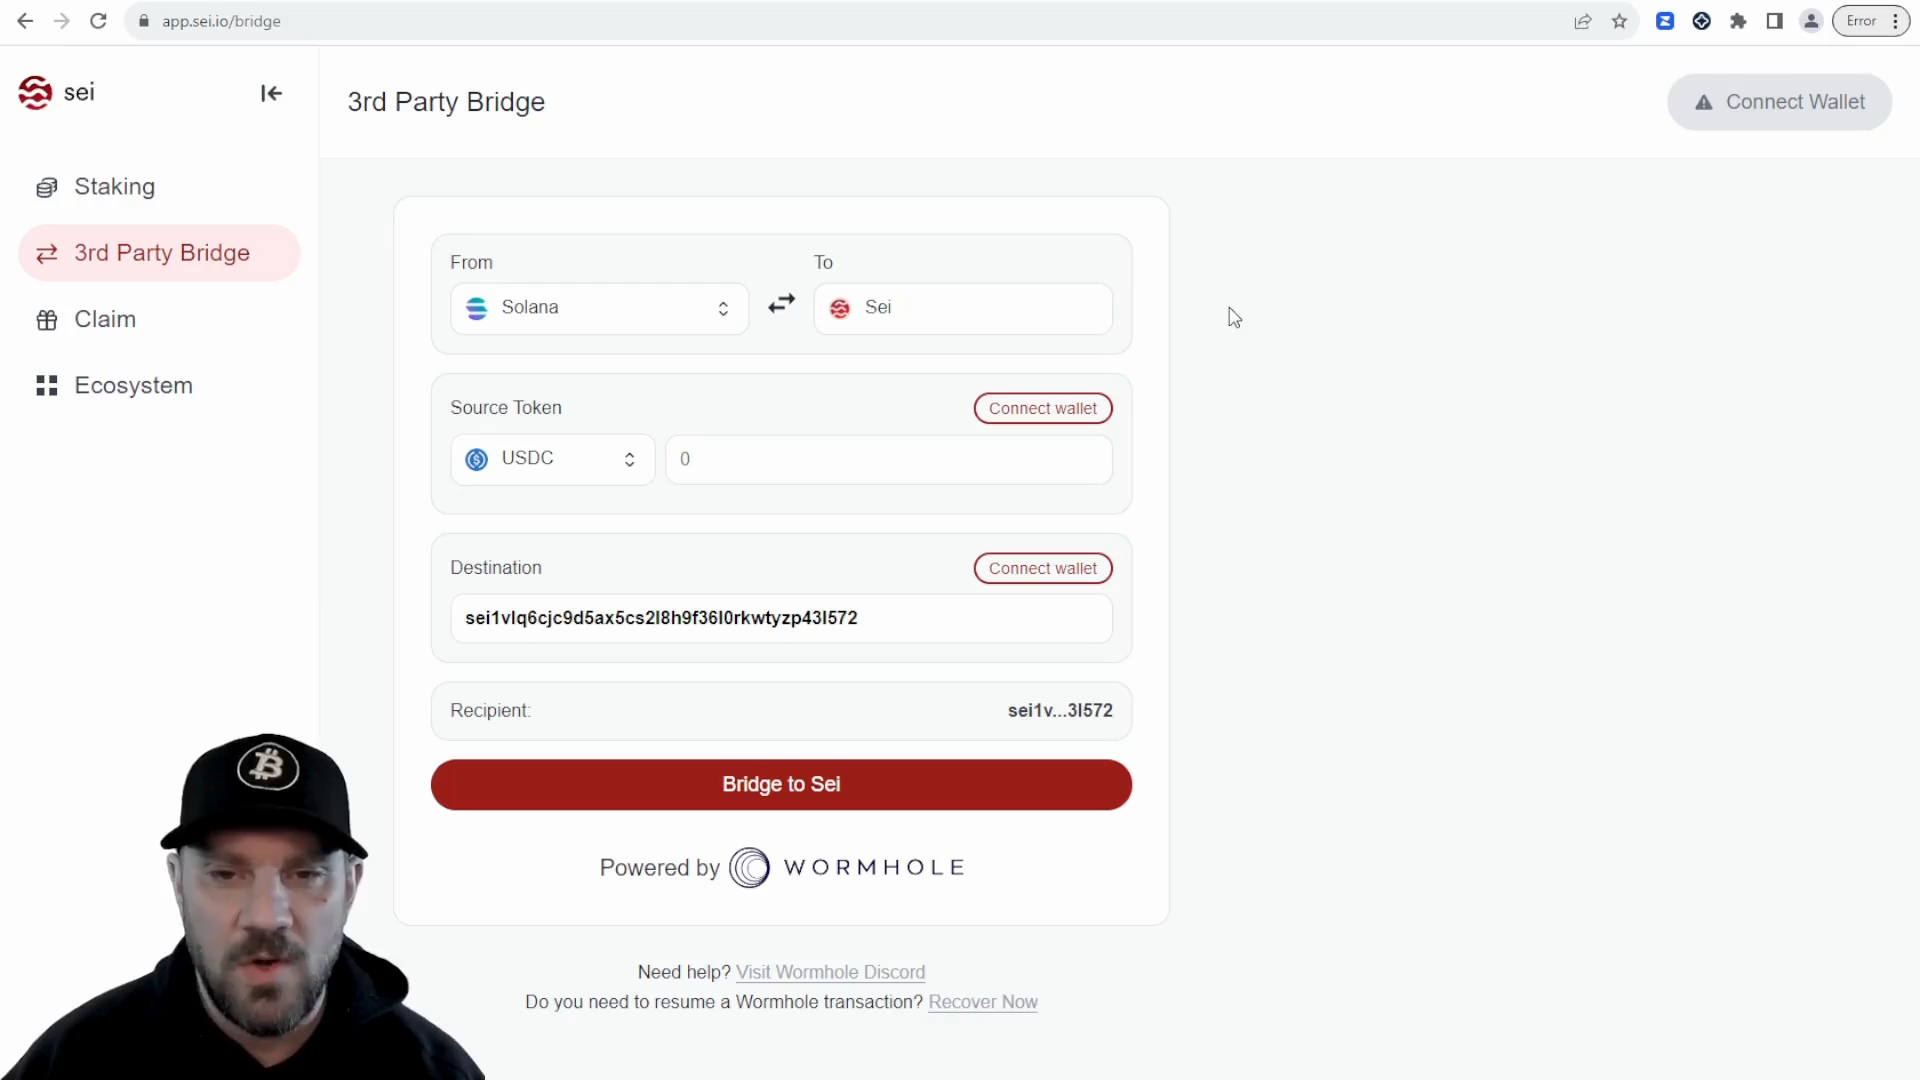 app.sei.io/bridge
Error
sei
3rd Party Bridge
Connect Wallet
Staking
3rd Party Bridge
Claim
Ecosystem
From
To
Solana
Sei
Source Token
Connect wallet
USDC
0
Destination
Connect wallet
sei1vlq6cjc9d5ax5cs2l8h9f36l0rkwtyzp43l572
Recipient:
sei1v...3l572
Bridge to Sei
Powered by WORMHOLE
Need help? Visit Wormhole Discord
Do you need to resume a Wormhole transaction? Recover Now